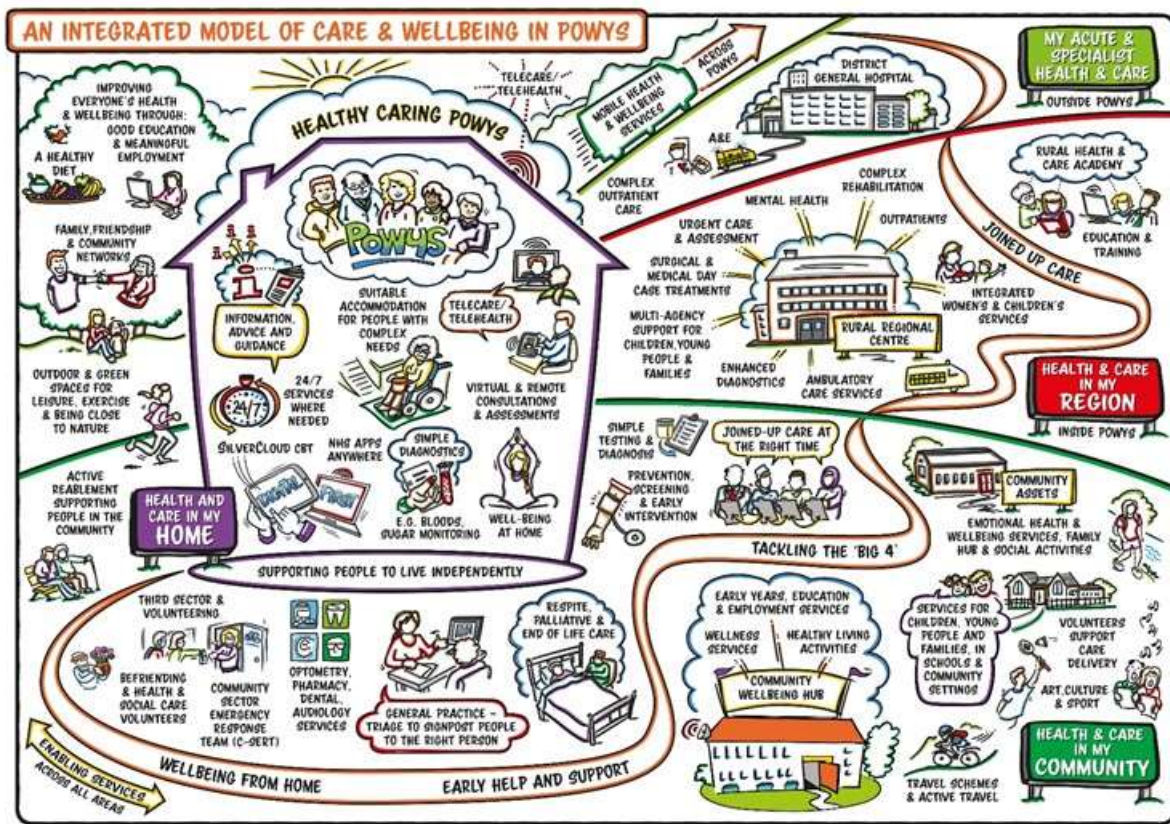 AN INTEGRATED MODEL OF CARE & WELLBEING IN POWYS
IMPROVING
EVERYONE'S HEALTH
& WELLBEING THROUGH:
GOOD EDUCATION
& MEANINGFUL
EMPLOYMENT
A HEALTHY
DIET
FAMILY, FRIENDSHIP
& COMMUNITY
NETWORKS
OUTDOOR & GREEN
SPACES FOR
LEISURE, EXERCISE
& BEING CLOSE
TO NATURE
ACTIVE
REABLEMENT
SUPPORTING
PEOPLE IN THE
COMMUNITY
HEALTHY CARING POWYS
TELECARE/
TELEHEALTH
POWYS
i i i
i
INFORMATION,
ADVICE AND
GUIDANCE
SUITABLE
ACCOMMODATION
FOR PEOPLE WITH
COMPLEX
NEEDS
TELECARE/
TELEHEALTH
24/7
24/7
SERVICES
WHERE
NEEDED
VIRTUAL & REMOTE
CONSULTATIONS
& ASSESSMENTS
SILVERCLOUD CBT
NHS APPS
ANYWHERE
DIGITAL
FIRST
SIMPLE
DIAGNOSTICS
E.G. BLOODS,
SUGAR MONITORING
WELL-BEING
AT HOME
HEALTH AND
CARE IN MY
HOME
SUPPORTING PEOPLE TO LIVE INDEPENDENTLY
MOBILE HEALTH
& WELLBEING
SERVICES
ACROSS
POWYS
DISTRICT
GENERAL HOSPITAL
A&E
COMPLEX
OUTPATIENT
CARE
MY ACUTE &
SPECIALIST
HEALTH & CARE
OUTSIDE POWYS
MENTAL HEALTH
COMPLEX
REHABILITATION
URGENT CARE
& ASSESSMENT
OUTPATIENTS
SURGICAL &
MEDICAL DAY
CASE TREATMENTS
MULTI-AGENCY
SUPPORT FOR
CHILDREN, YOUNG
PEOPLE &
FAMILIES
INTEGRATED
WOMEN'S & CHILDREN'S
SERVICES
RURAL REGIONAL
CENTRE
ENHANCED
DIAGNOSTICS
AMBULATORY
CARE SERVICES
JOINED UP CARE
RURAL HEALTH &
CARE ACADEMY
EDUCATION &
TRAINING
HEALTH & CARE
IN MY
REGION
INSIDE POWYS
SIMPLE
TESTING &
DIAGNOSIS
JOINED-UP CARE AT
THE RIGHT TIME
PREVENTION,
SCREENING
& EARLY
INTERVENTION
COMMUNITY
ASSETS
EMOTIONAL HEALTH &
WELLBEING SERVICES, FAMILY
HUB & SOCIAL ACTIVITIES
TACKLING THE 'BIG 4'
THIRD SECTOR &
VOLUNTEERING
BEFRIENDING
& HEALTH &
SOCIAL CARE
VOLUNTEERS
COMMUNITY
SECTOR
EMERGENCY
RESPONSE
TEAM (C-SERT)
OPTOMETRY,
PHARMACY,
DENTAL,
AUDIOLOGY
SERVICES
GENERAL PRACTICE –
TRIAGE TO SIGNPOST PEOPLE
TO THE RIGHT PERSON
RESPITE,
PALLIATIVE &
END OF LIFE CARE
EARLY YEARS, EDUCATION
& EMPLOYMENT SERVICES
WELLNESS
SERVICES
HEALTHY LIVING
ACTIVITIES
COMMUNITY
WELLBEING HUB
SERVICES FOR
CHILDREN, YOUNG
PEOPLE AND
FAMILIES, IN
SCHOOLS &
COMMUNITY
SETTINGS
VOLUNTEERS
SUPPORT
CARE
DELIVERY
ART, CULTURE
& SPORT
TRAVEL SCHEMES
& ACTIVE TRAVEL
HEALTH & CARE
IN MY
COMMUNITY
ENABLING SERVICES
ACROSS ALL AREAS
WELLBEING FROM HOME
EARLY HELP AND SUPPORT